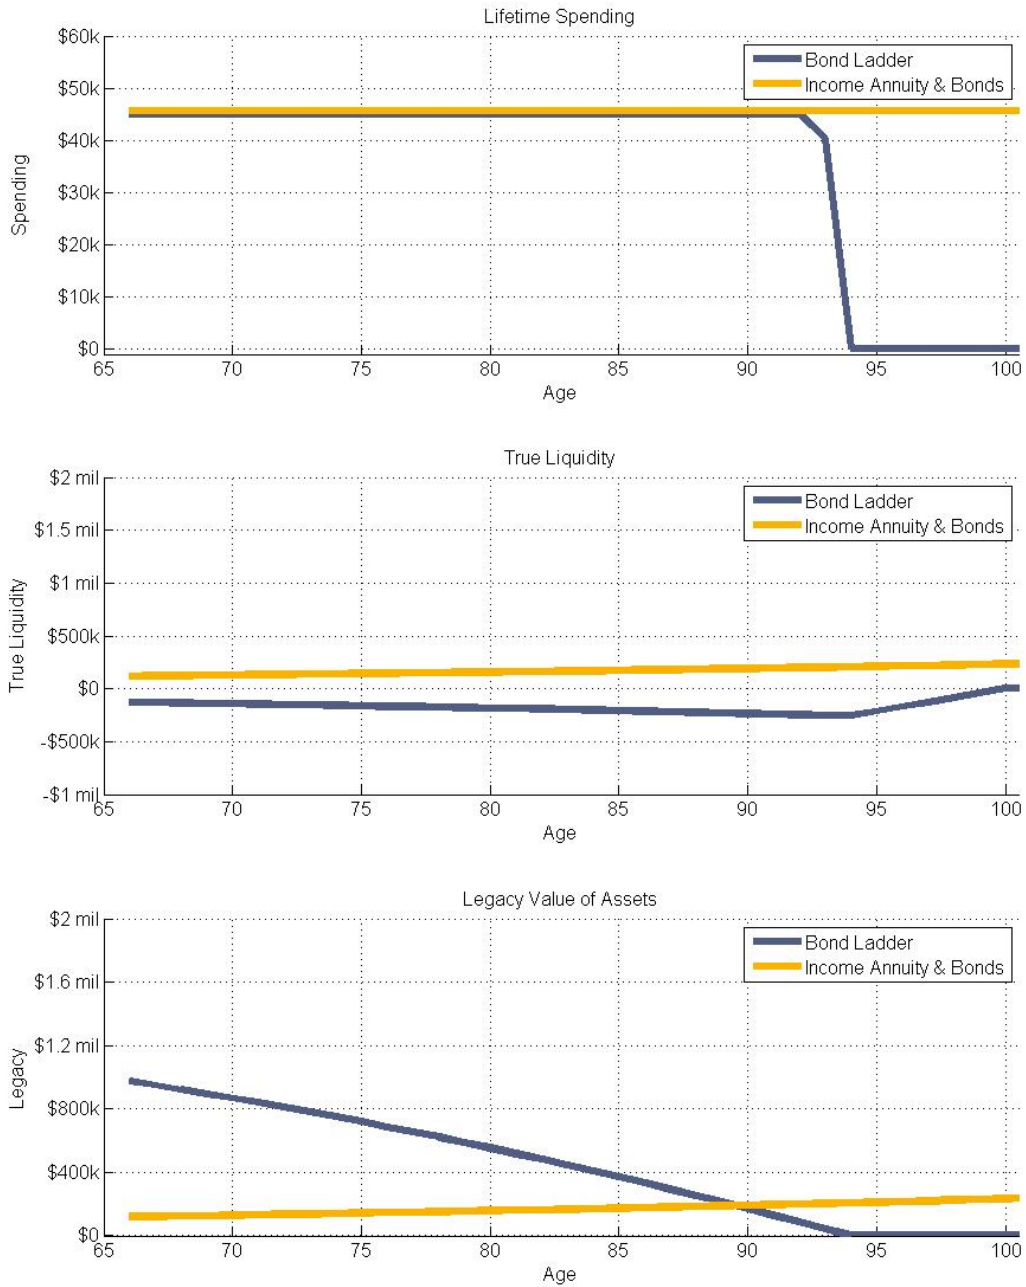 Lifetime Spending
$60k
$50k
$40k
$30k
$20k
$10k
$0
Spending
Bond Ladder
Income Annuity & Bonds
65 70 75 80 85 90 95 100
Age
True Liquidity
$2 mil
$1.5 mil
$1 mil
$500k
$0
-$500k
-$1 mil
True Liquidity
Bond Ladder
Income Annuity & Bonds
65 70 75 80 85 90 95 100
Age
Legacy Value of Assets
$2 mil
$1.6 mil
$1.2 mil
$800k
$400k
$0
Legacy
Bond Ladder
Income Annuity & Bonds
65 70 75 80 85 90 95 100
Age